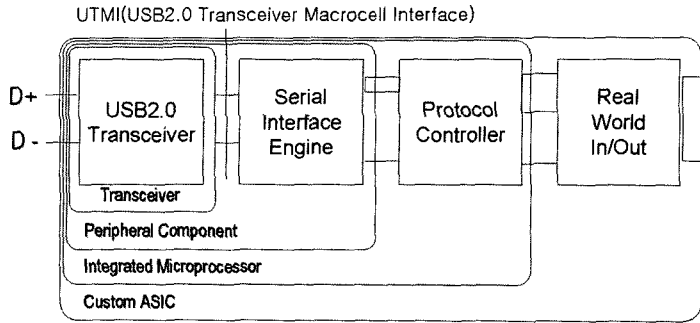 UTMI(USB2.0 Transceiver Macrocell Interface)
D+
D -
USB2.0
Transceiver
Serial
Interface
Engine
Protocol
Controller
Real
World
In/Out
Transceiver
Peripheral Component
Integrated Microprocessor
Custom ASIC